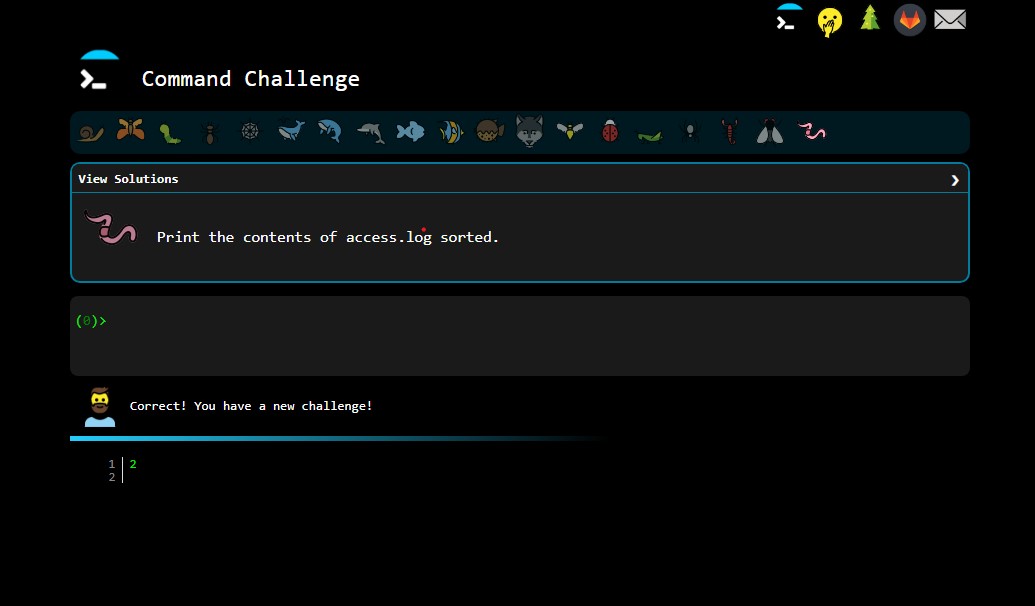 Command Challenge
View Solutions
Print the contents of access.log sorted.
(0)>
Correct! You have a new challenge!
1 2
2